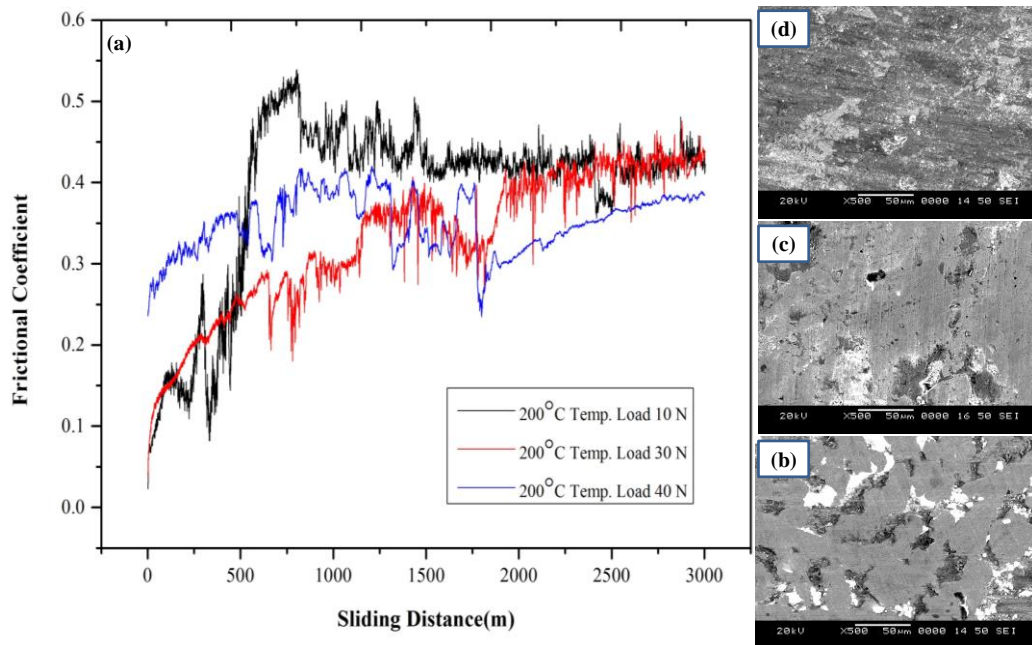 (a)
0.6
0.5
0.4
0.3
0.2
0.1
0.0
Frictional Coefficient
200°C Temp. Load 10 N
200°C Temp. Load 30 N
200°C Temp. Load 40 N
0 500 1000 1500 2000 2500 3000
Sliding Distance(m)
(d)
20kV X500 50μm 0000 14 50 SEI
(c)
20kV X500 50μm 0000 16 50 SEI
(b)
20kV X500 50μm 0000 14 50 SEI